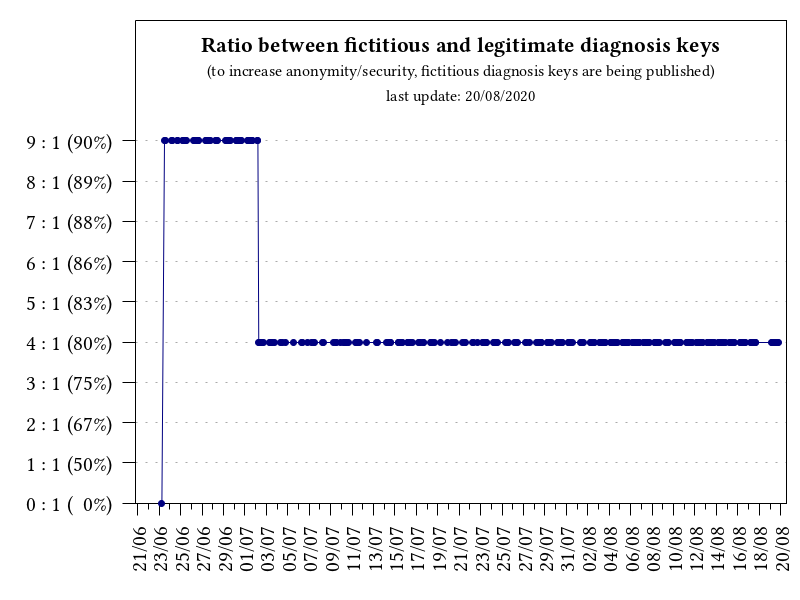 Ratio between fictitious and legitimate diagnosis keys
(to increase anonymity/security, fictitious diagnosis keys are being published)
last update: 20/08/2020
9 : 1 (90%)
8 : 1 (89%)
7 : 1 (88%)
6 : 1 (86%)
5 : 1 (83%)
4 : 1 (80%)
3 : 1 (75%)
2 : 1 (67%)
1 : 1 (50%)
0 : 1 (  0%)
21/06
23/06
25/06
27/06
29/06
01/07
03/07
05/07
07/07
09/07
11/07
13/07
15/07
17/07
19/07
21/07
23/07
25/07
27/07
29/07
31/07
02/08
04/08
06/08
08/08
10/08
12/08
14/08
16/08
18/08
20/08